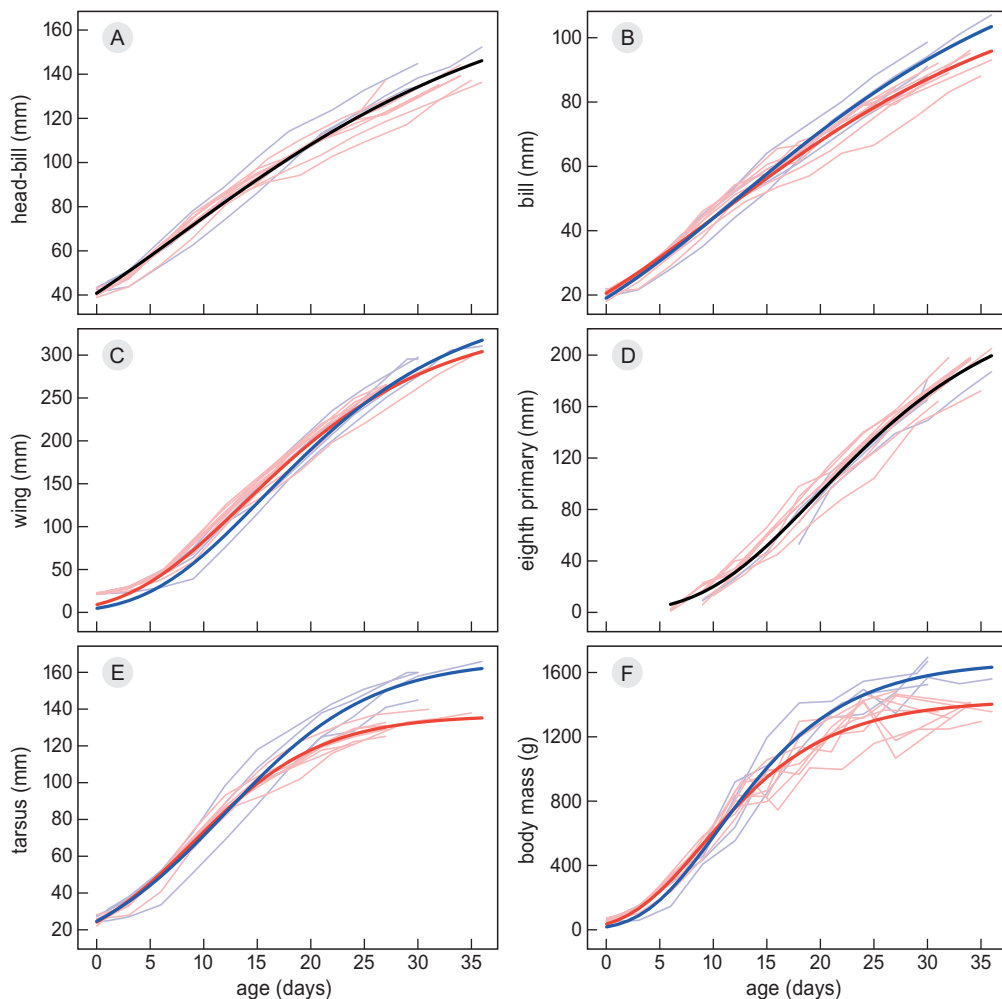 A
head-bill (mm)
160
140
120
100
80
60
40
B
bill (mm)
100
80
60
40
20
C
wing (mm)
300
250
200
150
100
50
0
D
eighth primary (mm)
200
160
120
80
40
0
E
tarsus (mm)
160
140
120
100
80
60
40
20
0 5 10 15 20 25 30 35
age (days)
F
body mass (g)
1600
1200
800
400
0
0 5 10 15 20 25 30 35
age (days)